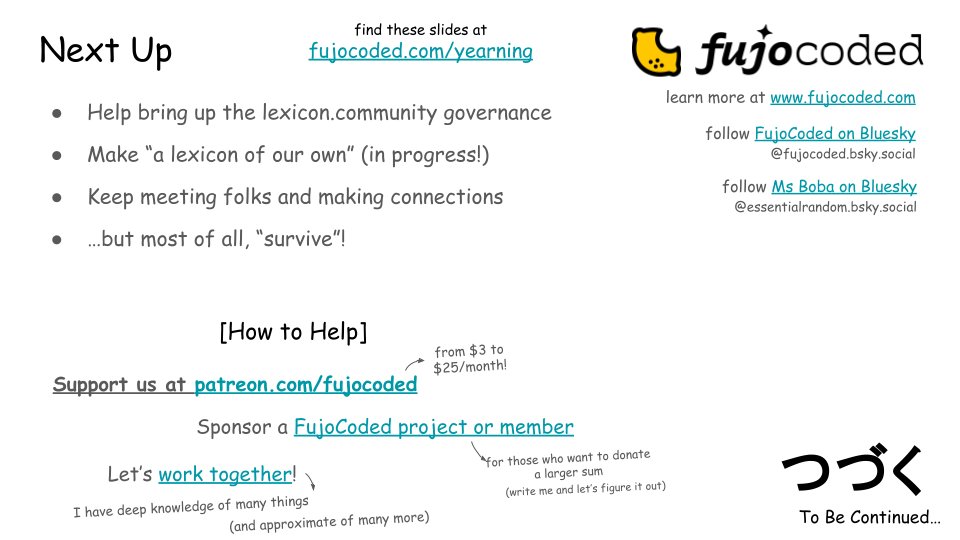 Next Up
find these slides at
fujocoded.com/yearning
fujocoded
learn more at www.fujocoded.com
follow FujoCoded on Bluesky
@fujocoded.bsky.social
follow Ms Boba on Bluesky
@essentialrandom.bsky.social
● Help bring up the lexicon.community governance
● Make “a lexicon of our own” (in progress!)
● Keep meeting folks and making connections
● …but most of all, “survive”!
[How to Help]
from $3 to
$25/month!
Support us at patreon.com/fujocoded
Sponsor a FujoCoded project or member
for those who want to donate
a larger sum
(write me and let’s figure it out)
Let’s work together!
I have deep knowledge of many things
(and approximate of many more)
つづく
To Be Continued…